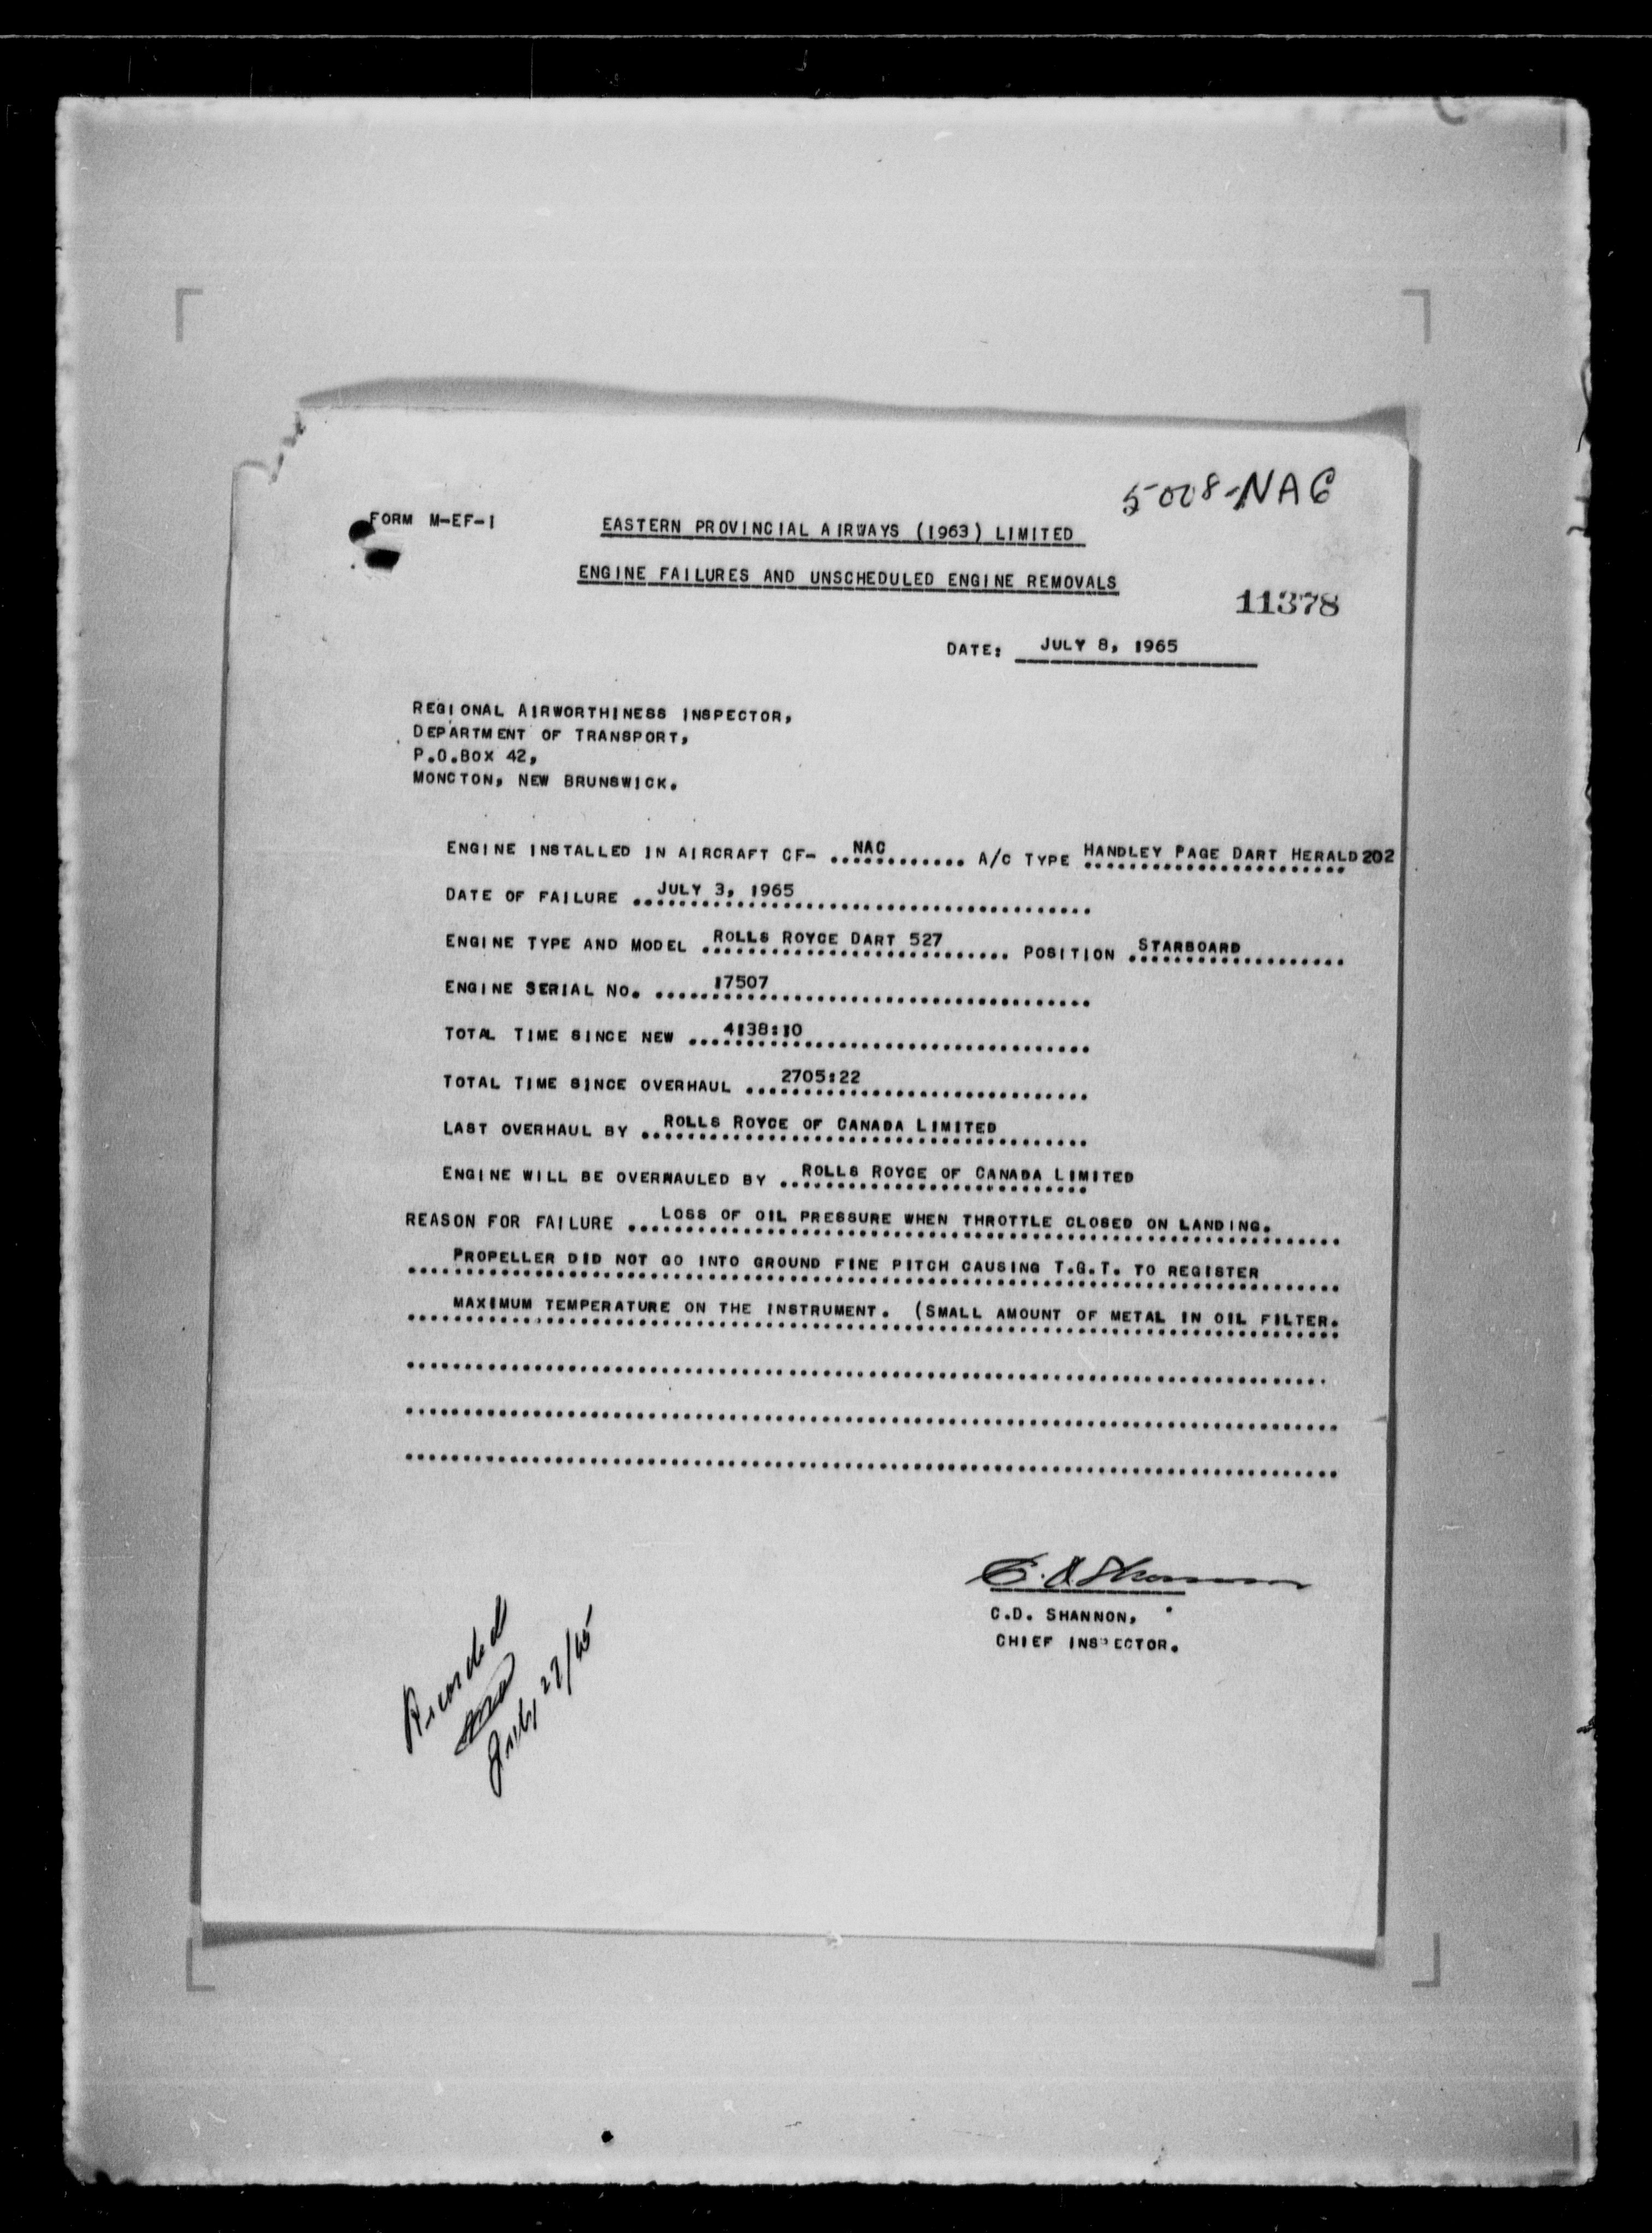 5008-NAC
FORM M-EF-1
EASTERN PROVINCIAL AIRWAYS (1963) LIMITED
ENGINE FAILURES AND UNSCHEDULED ENGINE REMOVALS
11378
DATE: JULY 8, 1965
REGIONAL AIRWORTHINESS INSPECTOR,
DEPARTMENT OF TRANSPORT,
P.O.BOX 42,
MONCTON, NEW BRUNSWICK.
ENGINE INSTALLED IN AIRCRAFT CF- NAC A/C TYPE HANDLEY PAGE DART HERALD 202
DATE OF FAILURE JULY 3, 1965
ENGINE TYPE AND MODEL ROLLS ROYCE DART 527 POSITION STARBOARD
ENGINE SERIAL NO. 17507
TOTAL TIME SINCE NEW 4138:10
TOTAL TIME SINCE OVERHAUL 2705:22
LAST OVERHAUL BY ROLLS ROYCE OF CANADA LIMITED
ENGINE WILL BE OVERHAULED BY ROLLS ROYCE OF CANADA LIMITED
REASON FOR FAILURE LOSS OF OIL PRESSURE WHEN THROTTLE CLOSED ON LANDING.
PROPELLER DID NOT GO INTO GROUND FINE PITCH CAUSING T.G.T. TO REGISTER
MAXIMUM TEMPERATURE ON THE INSTRUMENT. (SMALL AMOUNT OF METAL IN OIL FILTER.
C.D. Shannon
C.D. SHANNON,
CHIEF INSPECTOR.
Recorded
July 27/65